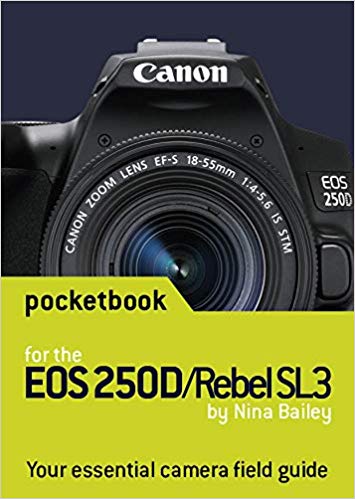 Canon
CANON ZOOM LENS EF-S 18-55mm 1:4-5.6 IS STM
EOS
250D
pocketbook
for the
EOS 250D/Rebel SL3
by Nina Bailey
Your essential camera field guide